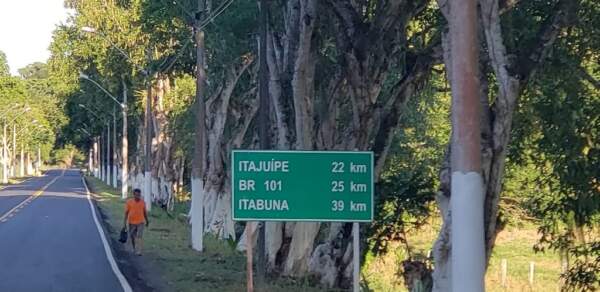 ITAJUÍPE 22 km
BR 101 25 km
ITABUNA 39 km